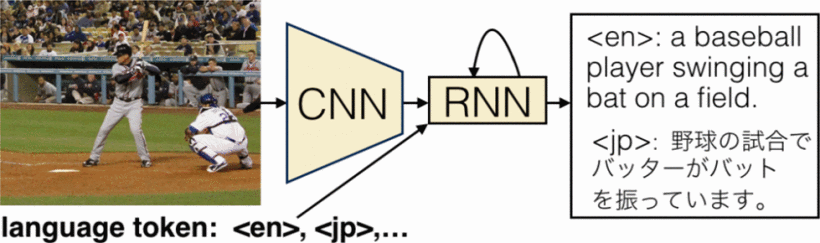 CNN
RNN
<en>: a baseball
player swinging a
bat on a field.
<jp>: 野球の試合で
バッターがバット
を振っています。
language token: <en>, <jp>,...